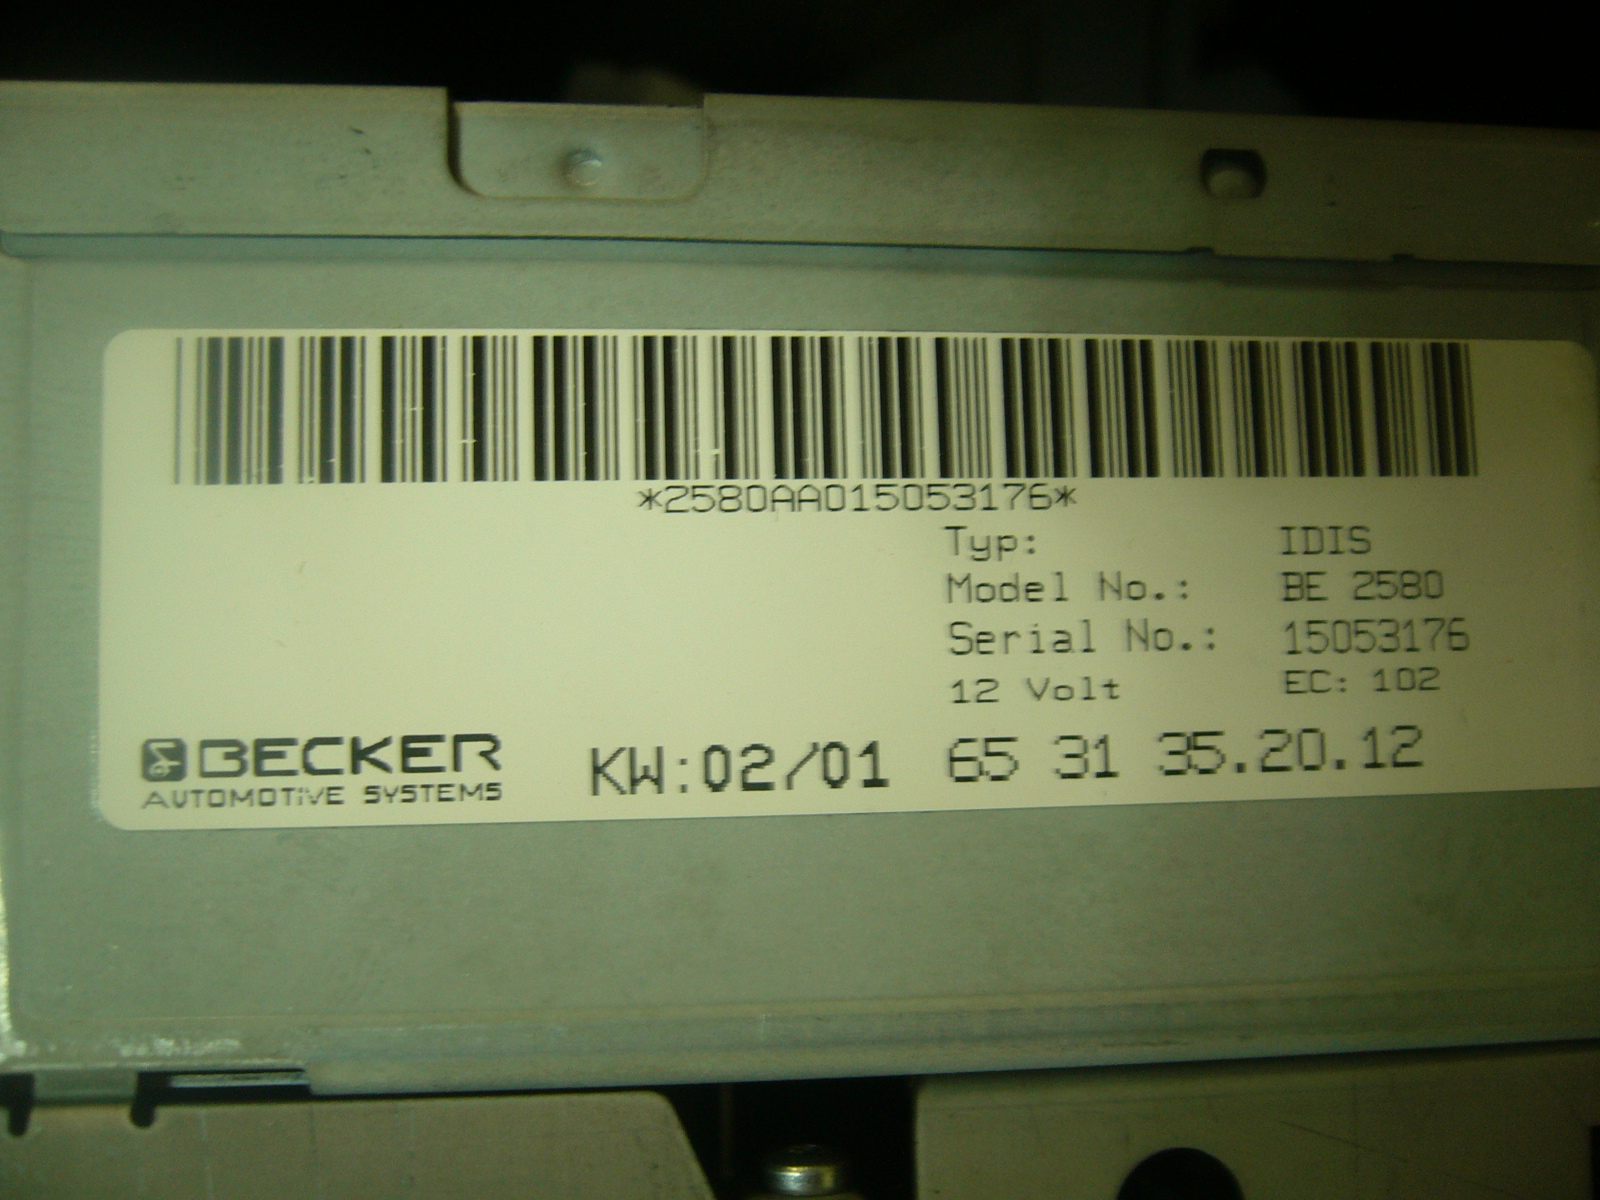 *2580AA015053176*
Typ: IDIS
Model No.: BE 2580
Serial No.: 15053176
12 Volt EC: 102
BECKER
AUTOMOTIVE SYSTEMS
KW:02/01 65 31 35.20.12